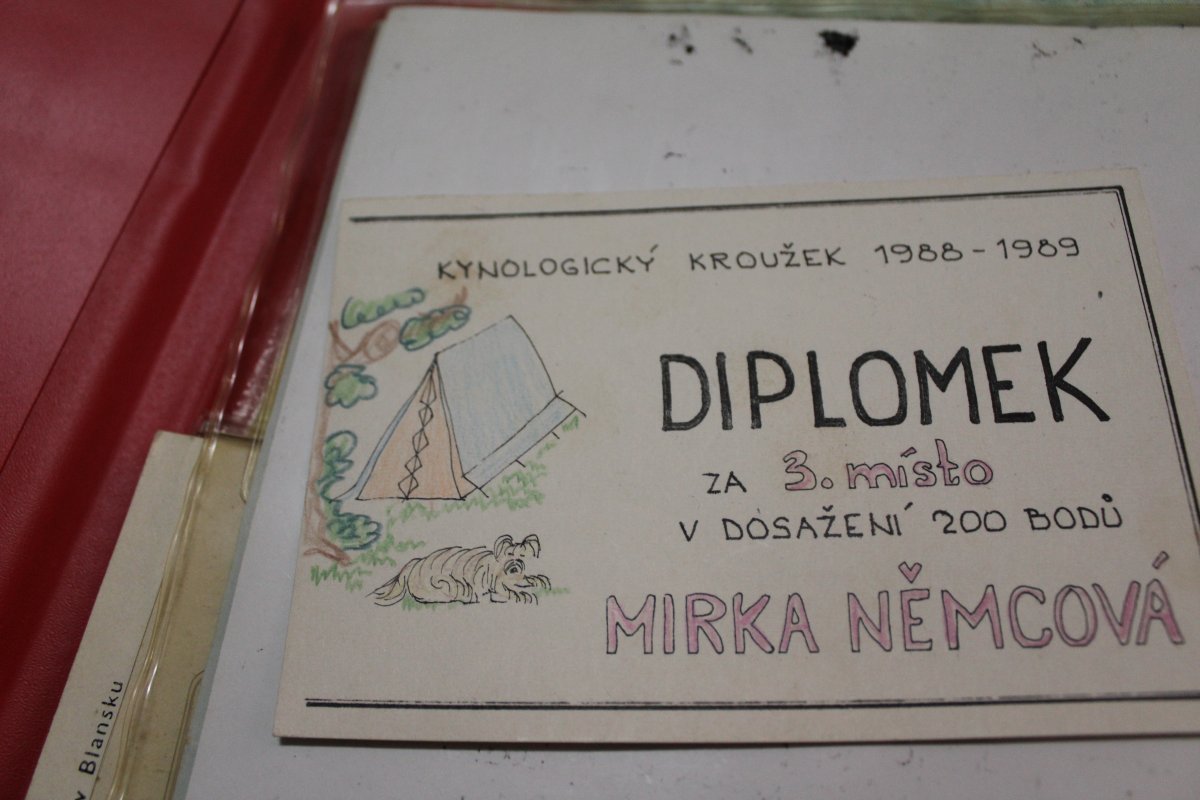 KYNOLOGICKÝ KROUŽEK 1988-1989
DIPLOMEK
ZA 3. místo
V DOSAŽENÍ 200 BODŮ
MIRKA NĚMCOVÁ
v Blansku